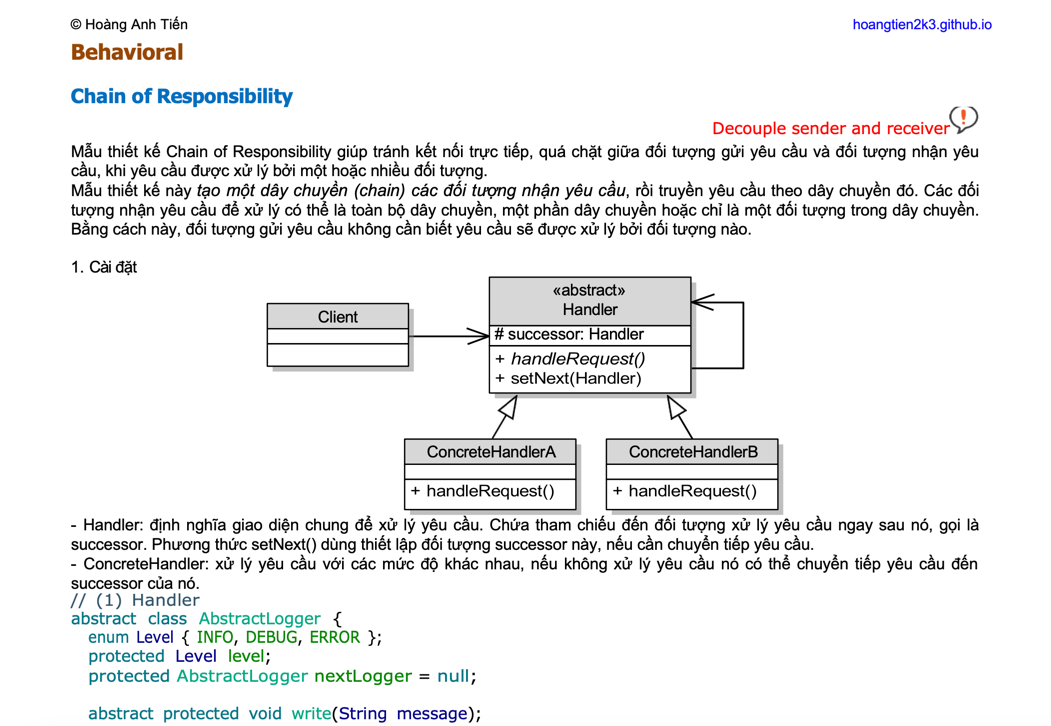 © Hoàng Anh Tiến
hoangtien2k3.github.io
Behavioral
Chain of Responsibility
Decouple sender and receiver
Mẫu thiết kế Chain of Responsibility giúp tránh kết nối trực tiếp, quá chặt giữa đối tượng gửi yêu cầu và đối tượng nhận yêu
cầu, khi yêu cầu được xử lý bởi một hoặc nhiều đối tượng.
Mẫu thiết kế này tạo một dây chuyền (chain) các đối tượng nhận yêu cầu, rồi truyền yêu cầu theo dây chuyền đó. Các đối
tượng nhận yêu cầu để xử lý có thể là toàn bộ dây chuyền, một phần dây chuyền hoặc chỉ là một đối tượng trong dây chuyền.
Bằng cách này, đối tượng gửi yêu cầu không cần biết yêu cầu sẽ được xử lý bởi đối tượng nào.
1. Cài đặt
Client
«abstract»
Handler
# successor: Handler
+ handleRequest()
+ setNext(Handler)
ConcreteHandlerA
+ handleRequest()
ConcreteHandlerB
+ handleRequest()
- Handler: định nghĩa giao diện chung để xử lý yêu cầu. Chứa tham chiếu đến đối tượng xử lý yêu cầu ngay sau nó, gọi là
successor. Phương thức setNext() dùng thiết lập đối tượng successor này, nếu cần chuyển tiếp yêu cầu.
- ConcreteHandler: xử lý yêu cầu với các mức độ khác nhau, nếu không xử lý yêu cầu nó có thể chuyển tiếp yêu cầu đến
successor của nó.
// (1) Handler
abstract class AbstractLogger {
enum Level { INFO, DEBUG, ERROR };
protected Level level;
protected AbstractLogger nextLogger = null;
abstract protected void write(String message);